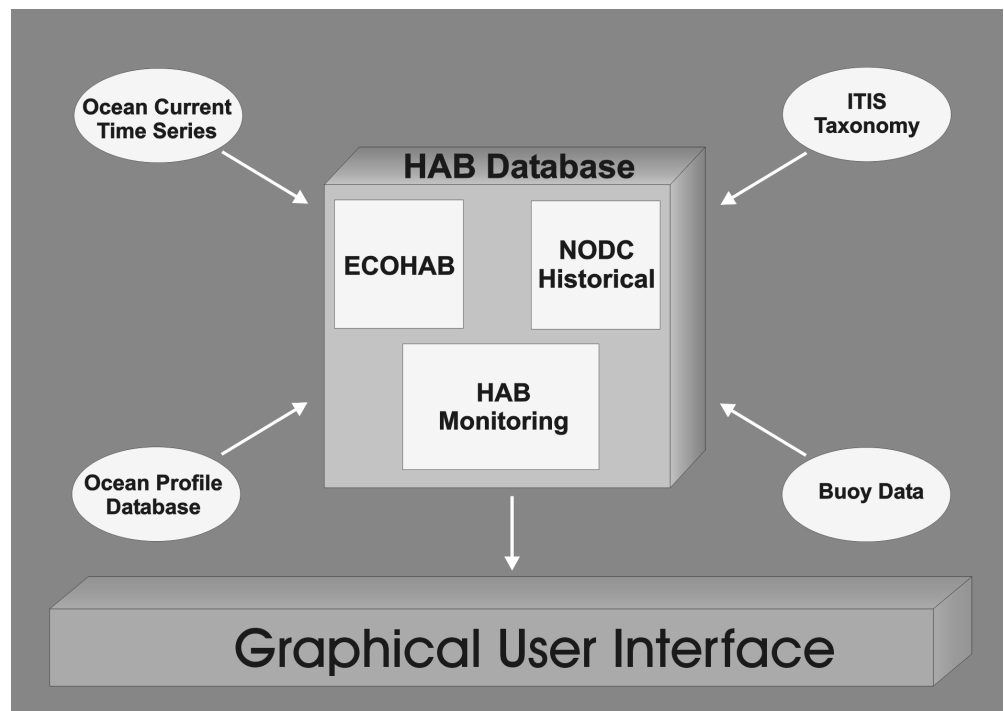 Ocean Current
Time Series
ITIS
Taxonomy
HAB Database
ECOHAB
NODC
Historical
HAB
Monitoring
Ocean Profile
Database
Buoy Data
Graphical User Interface